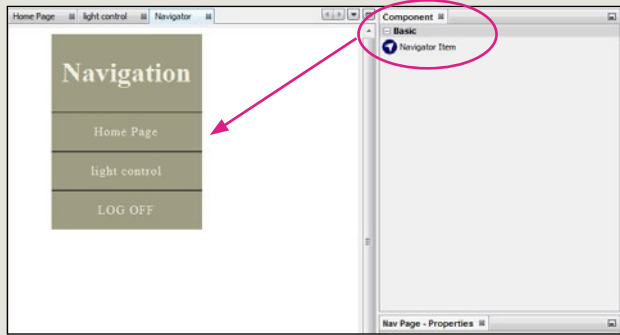 Home Page
light control
Navigator
Component
Basic
Navigator Item
Navigation
Home Page
light control
LOG OFF
Nav Page - Properties